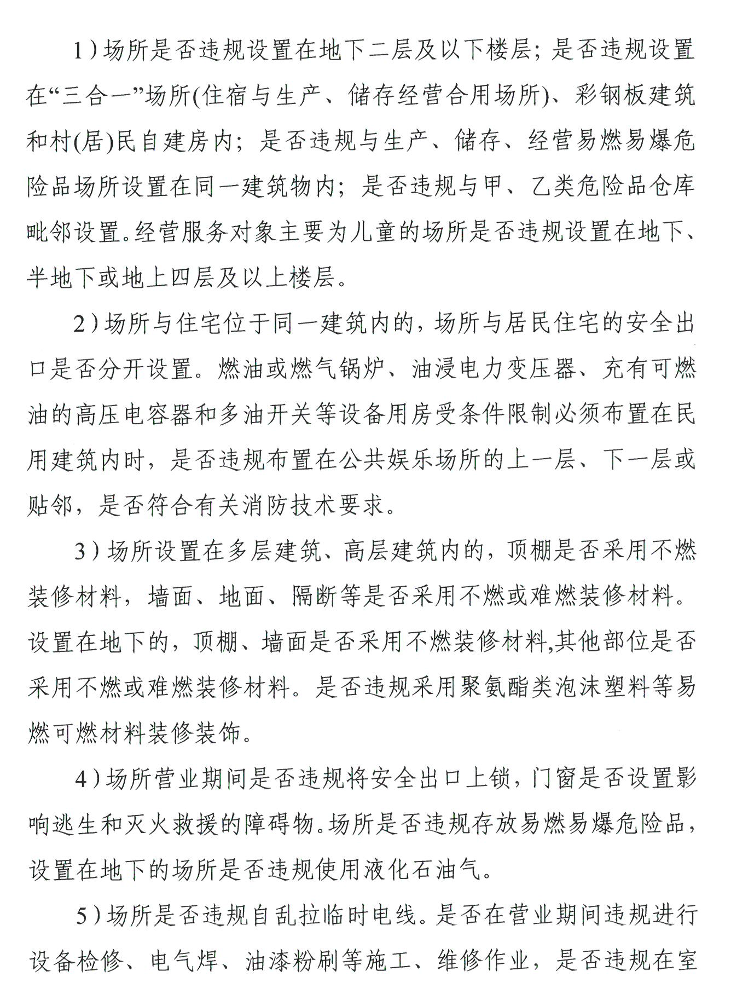 1)场所是否违规设置在地下二层及以下楼层;是否违规设置
在“三合一”场所(住宿与生产、储存经营合用场所)、彩钢板建筑
和村(居)民自建房内;是否违规与生产、储存、经营易燃易爆危
险品场所设置在同一建筑物内;是否违规与甲、乙类危险品仓库
毗邻设置。经营服务对象主要为儿童的场所是否违规设置在地下、
半地下或地上四层及以上楼层。
2)场所与住宅位于同一建筑内的,场所与居民住宅的安全出
口是否分开设置。燃油或燃气锅炉、油浸电力变压器、充有可燃
油的高压电容器和多油开关等设备用房受条件限制必须布置在民
用建筑内时,是否违规布置在公共娱乐场所的上一层、下一层或
贴邻,是否符合有关消防技术要求。
3)场所设置在多层建筑、高层建筑内的,顶棚是否采用不燃
装修材料,墙面、地面、隔断等是否采用不燃或难燃装修材料。
设置在地下的,顶棚、墙面是否采用不燃装修材料,其他部位是否
采用不燃或难燃装修材料。是否违规采用聚氨酯类泡沫塑料等易
燃可燃材料装修装饰。
4)场所营业期间是否违规将安全出口上锁,门窗是否设置影
响逃生和灭火救援的障碍物。场所是否违规存放易燃易爆危险品,
设置在地下的场所是否违规使用液化石油气。
5)场所是否违规自乱拉临时电线。是否在营业期间违规进行
设备检修、电气焊、油漆粉刷等施工、维修作业,是否违规在室